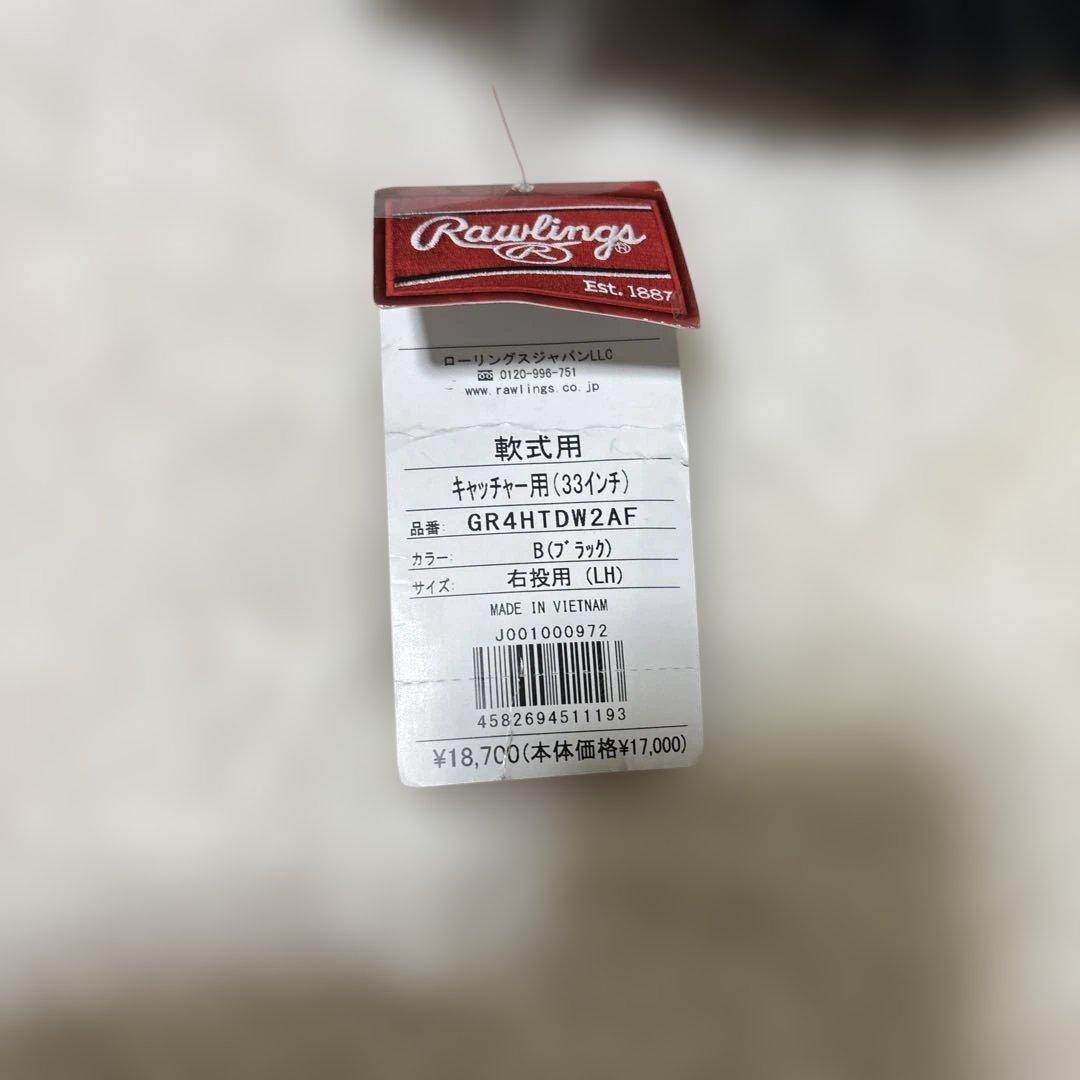 Rawlings
R
Est. 1887
ローリングスジャパンLLC
0120-996-751
www.rawlings.co.jp
軟式用
ｷｬｯﾁｬｰ用(33ｲﾝﾁ)
品番: GR4HTDW2AF
カラー: B(ﾌﾞﾗｯｸ)
サイズ: 右投用 (LH)
MADE IN VIETNAM
J001000972
4582694511193
¥18,700(本体価格¥17,000)